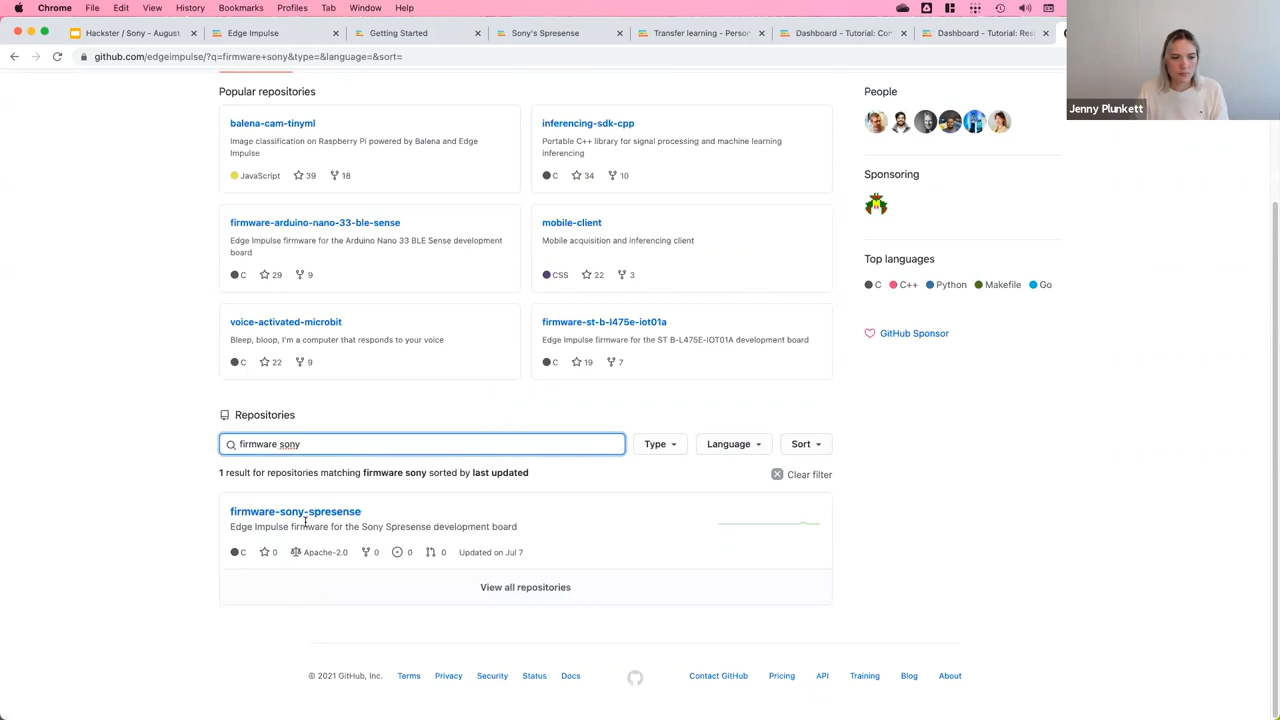 Chrome File Edit View History Bookmarks Profiles Tab Window Help
Hackster / Sony - August
Edge Impulse
Getting Started
Sony's Spresense
Transfer learning - Person
Dashboard - Tutorial: Con
Dashboard - Tutorial: Res
github.com/edgeimpulse/?q=firmware+sony&type=&language=&sort=
Jenny Plunkett
Popular repositories
balena-cam-tinyml
Image classification on Raspberry Pi powered by Balena and Edge
Impulse
JavaScript 39 18
inferencing-sdk-cpp
Portable C++ library for signal processing and machine learning
inferencing
C 34 10
firmware-arduino-nano-33-ble-sense
Edge Impulse firmware for the Arduino Nano 33 BLE Sense development
board
C 29 9
mobile-client
Mobile acquisition and inferencing client
CSS 22 3
voice-activated-microbit
Bleep, bloop, I'm a computer that responds to your voice
C 22 9
firmware-st-b-l475e-iot01a
Edge Impulse firmware for the ST B-L475E-IOT01A development board
C 19 7
People
Sponsoring
Top languages
C C++ Python Makefile Go
GitHub Sponsor
Repositories
firmware sony
Type
Language
Sort
1 result for repositories matching firmware sony sorted by last updated
Clear filter
firmware-sony-spresense
Edge Impulse firmware for the Sony Spresense development board
C 0 Apache-2.0 0 0 0 Updated on Jul 7
View all repositories
© 2021 GitHub, Inc. Terms Privacy Security Status Docs Contact GitHub Pricing API Training Blog About